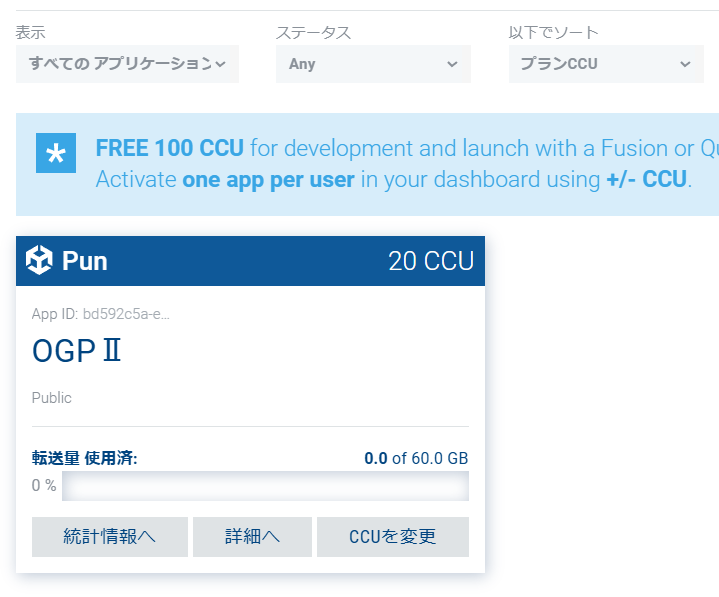 表示 ステータス 以下でソート
すべての アプリケーション Any プランCCU
FREE 100 CCU for development and launch with a Fusion or
Activate one app per user in your dashboard using +/- CCU.
Pun 20 CCU
App ID: bd592c5a-e...
OGPⅡ
Public
転送量 使用済: 0.0 of 60.0 GB
0 %
統計情報へ 詳細へ CCUを変更